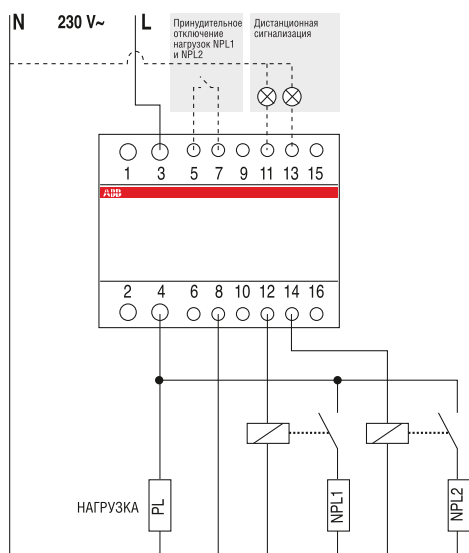 N 230 V~ L
Принудительное
отключение
нагрузок NPL1
и NPL2
Дистанционная
сигнализация
1 3 5 7 9 11 13 15
ABB
2 4 6 8 10 12 14 16
НАГРУЗКА PL NPL1 NPL2